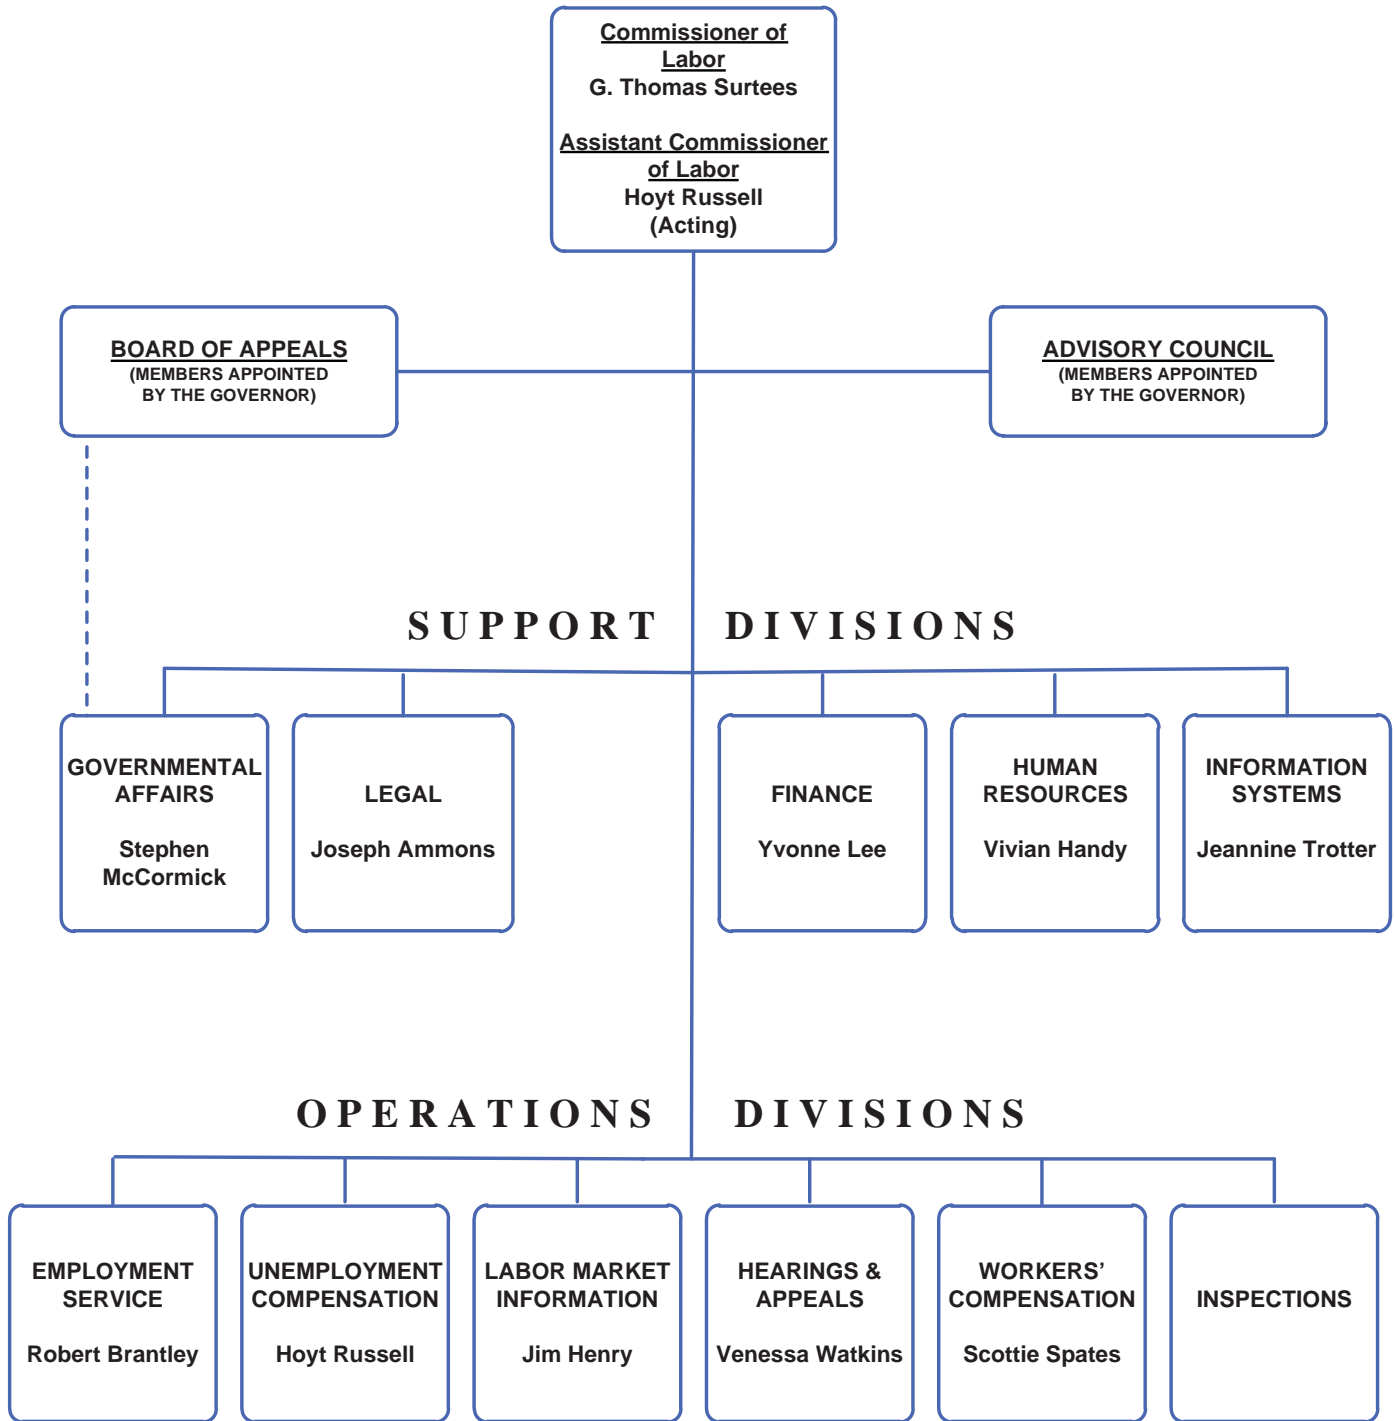 Commissioner of
Labor
G. Thomas Surtees
Assistant Commissioner
of Labor
Hoyt Russell
(Acting)
BOARD OF APPEALS
(MEMBERS APPOINTED
BY THE GOVERNOR)
ADVISORY COUNCIL
(MEMBERS APPOINTED
BY THE GOVERNOR)
SUPPORT DIVISIONS
GOVERNMENTAL
AFFAIRS
Stephen
McCormick
LEGAL
Joseph Ammons
FINANCE
Yvonne Lee
HUMAN
RESOURCES
Vivian Handy
INFORMATION
SYSTEMS
Jeannine Trotter
OPERATIONS DIVISIONS
EMPLOYMENT
SERVICE
Robert Brantley
UNEMPLOYMENT
COMPENSATION
Hoyt Russell
LABOR MARKET
INFORMATION
Jim Henry
HEARINGS &
APPEALS
Venessa Watkins
WORKERS’
COMPENSATION
Scottie Spates
INSPECTIONS